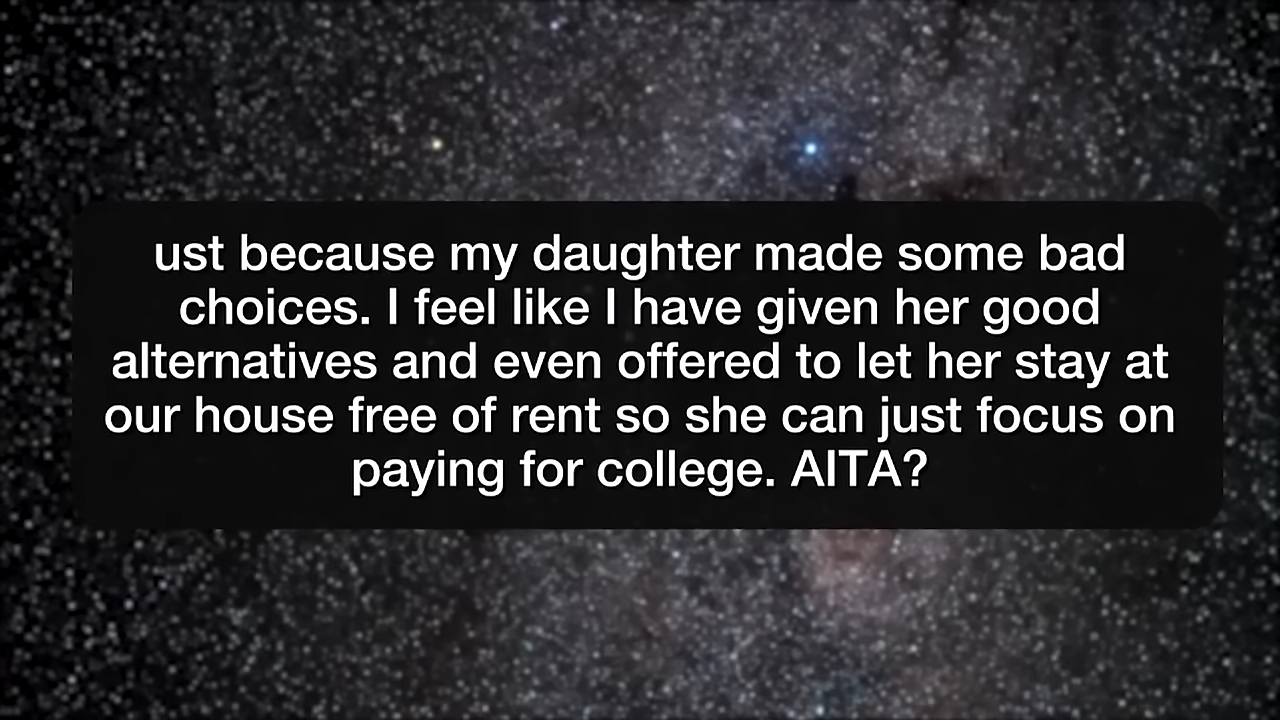 ust because my daughter made some bad
choices. I feel like I have given her good
alternatives and even offered to let her stay at
our house free of rent so she can just focus on
paying for college. AITA?